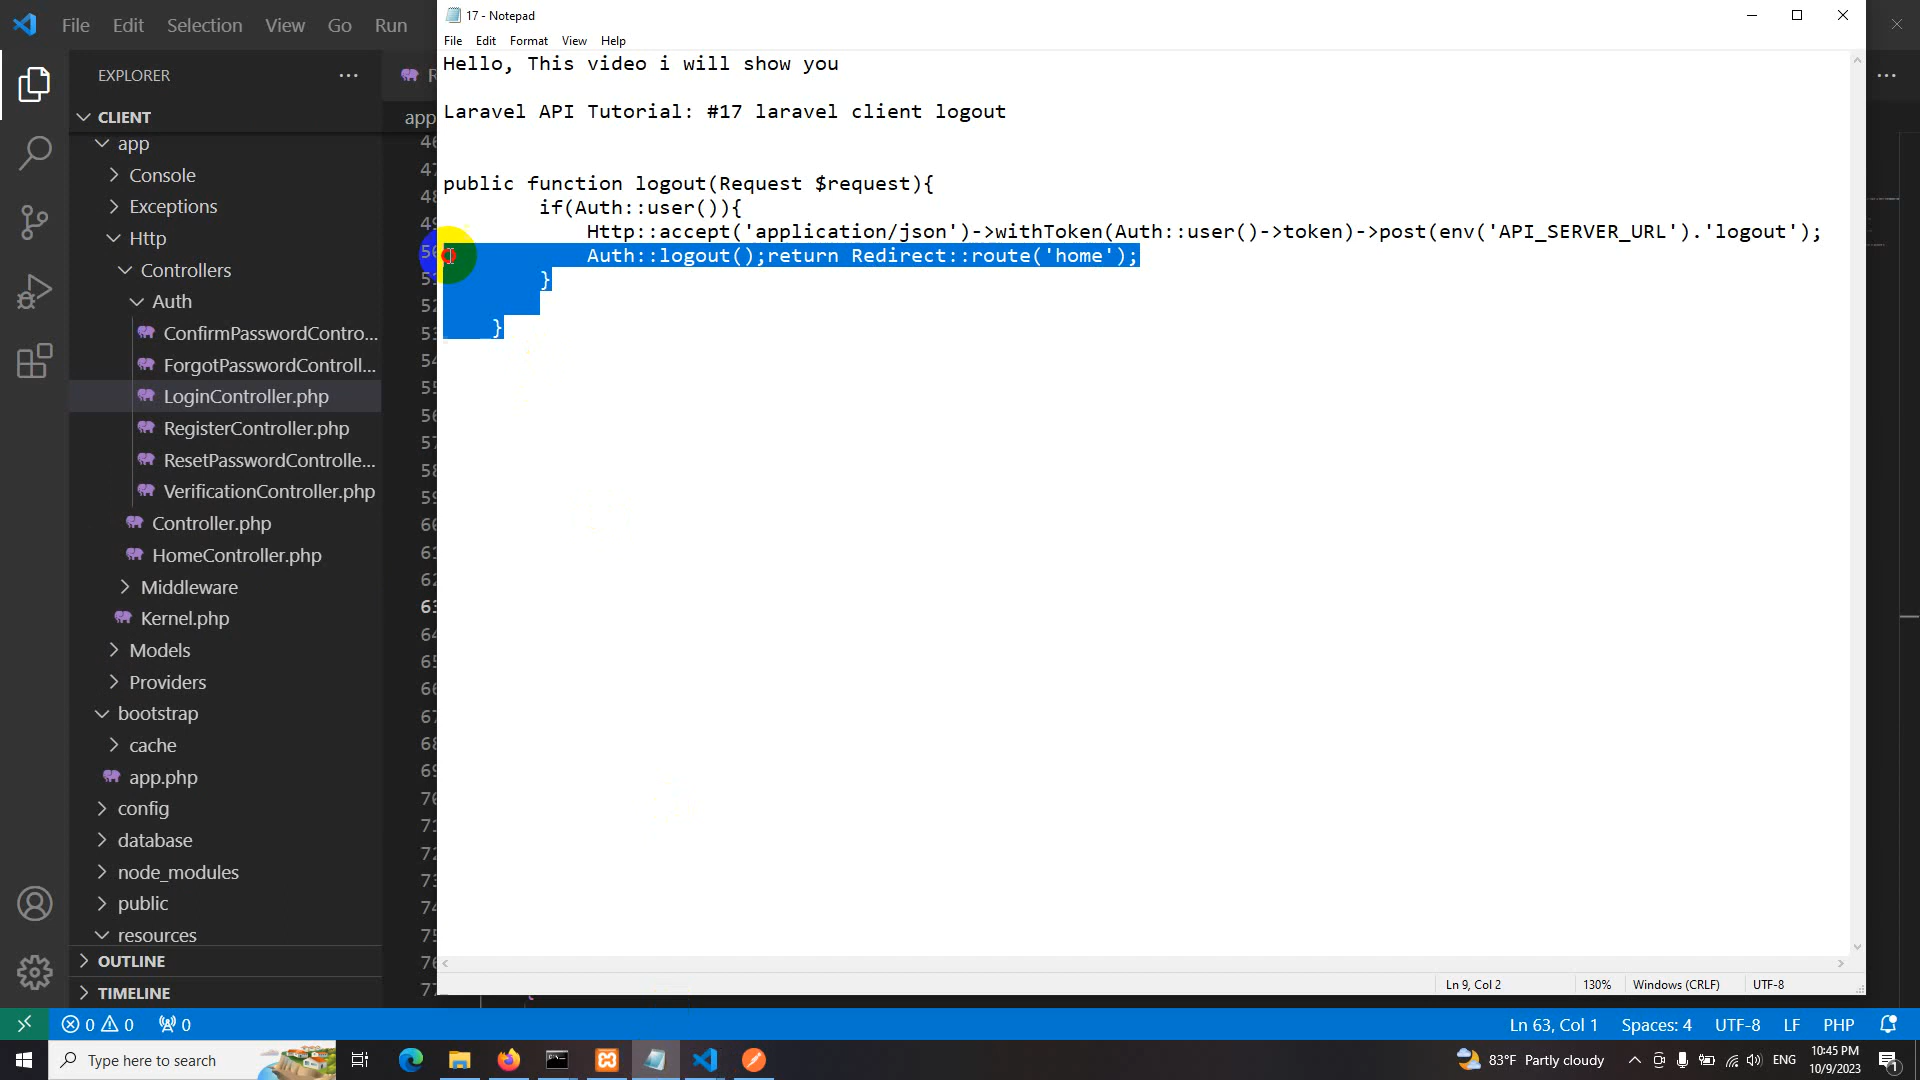 File Edit Selection View Go Run
17 - Notepad
File Edit Format View Help
Hello, This video i will show you
Laravel API Tutorial: #17 laravel client logout
public function logout(Request $request){
if(Auth::user()){
Http::accept('application/json')->withToken(Auth::user()->token)->post(env('API_SERVER_URL').'logout');
Auth::logout();return Redirect::route('home');
}
}
Ln 9, Col 2
130%
Windows (CRLF)
UTF-8
EXPLORER
CLIENT
app
Console
Exceptions
Http
Controllers
Auth
ConfirmPasswordContro...
ForgotPasswordControll...
LoginController.php
RegisterController.php
ResetPasswordControlle...
VerificationController.php
Controller.php
HomeController.php
Middleware
Kernel.php
Models
Providers
bootstrap
cache
app.php
config
database
node_modules
public
resources
OUTLINE
TIMELINE
app
0 0 0
Ln 63, Col 1 Spaces: 4 UTF-8 LF PHP
Type here to search
83°F Partly cloudy
ENG
10:45 PM
10/9/2023
1